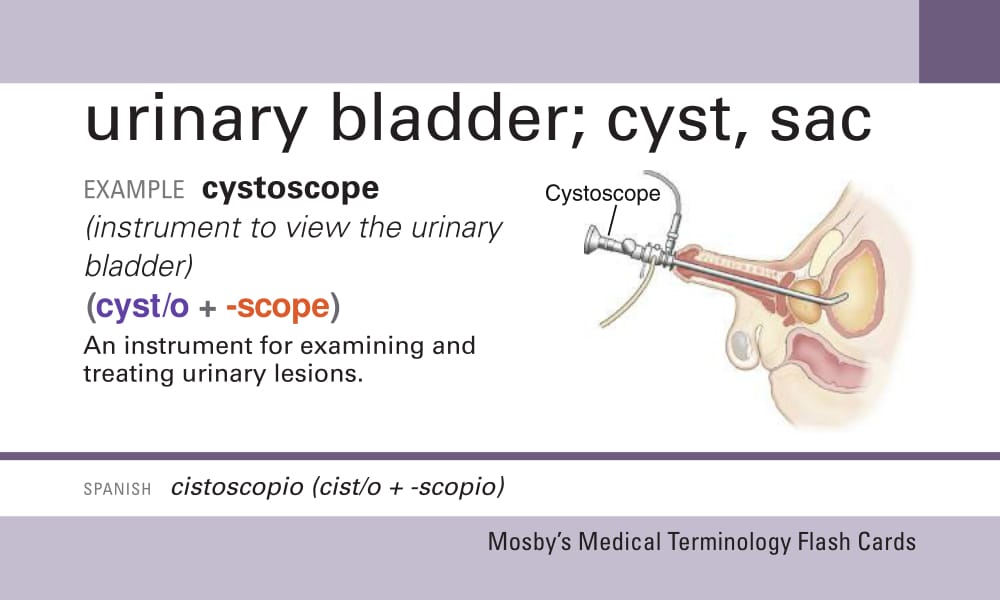 urinary bladder; cyst, sac
EXAMPLE cystoscope
(instrument to view the urinary
bladder)
(cyst/o + -scope)
An instrument for examining and
treating urinary lesions.
Cystoscope
SPANISH cistoscopio (cist/o + -scopio)
Mosby's Medical Terminology Flash Cards